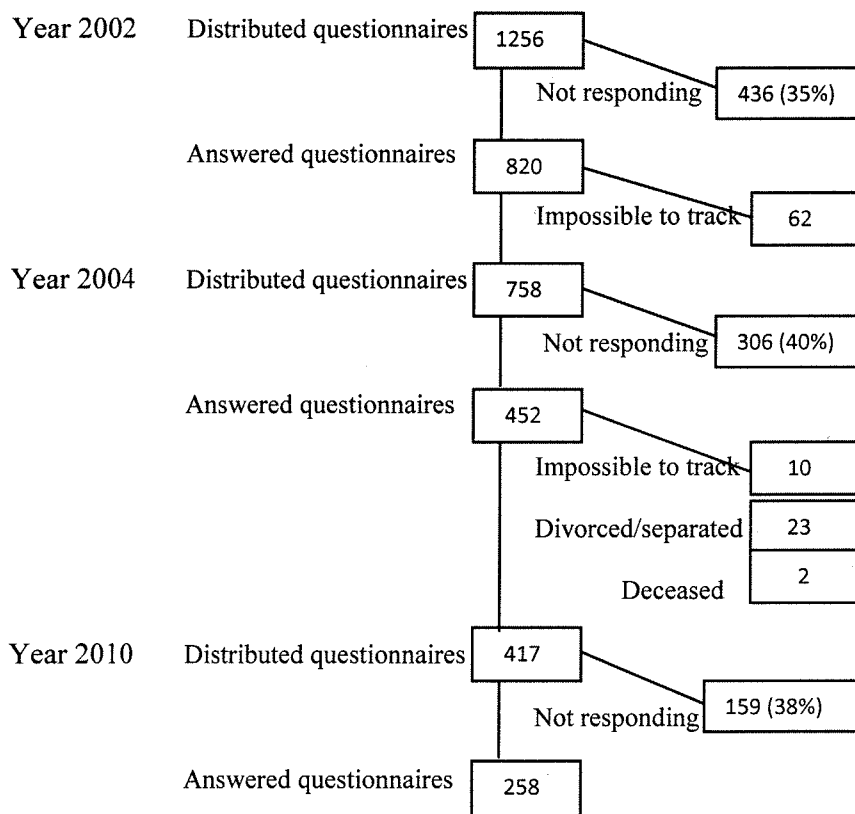 Year 2002 Distributed questionnaires 1256
Not responding 436 (35%)
Answered questionnaires 820
Impossible to track 62
Year 2004 Distributed questionnaires 758
Not responding 306 (40%)
Answered questionnaires 452
Impossible to track 10
Divorced/separated 23
Deceased 2
Year 2010 Distributed questionnaires 417
Not responding 159 (38%)
Answered questionnaires 258